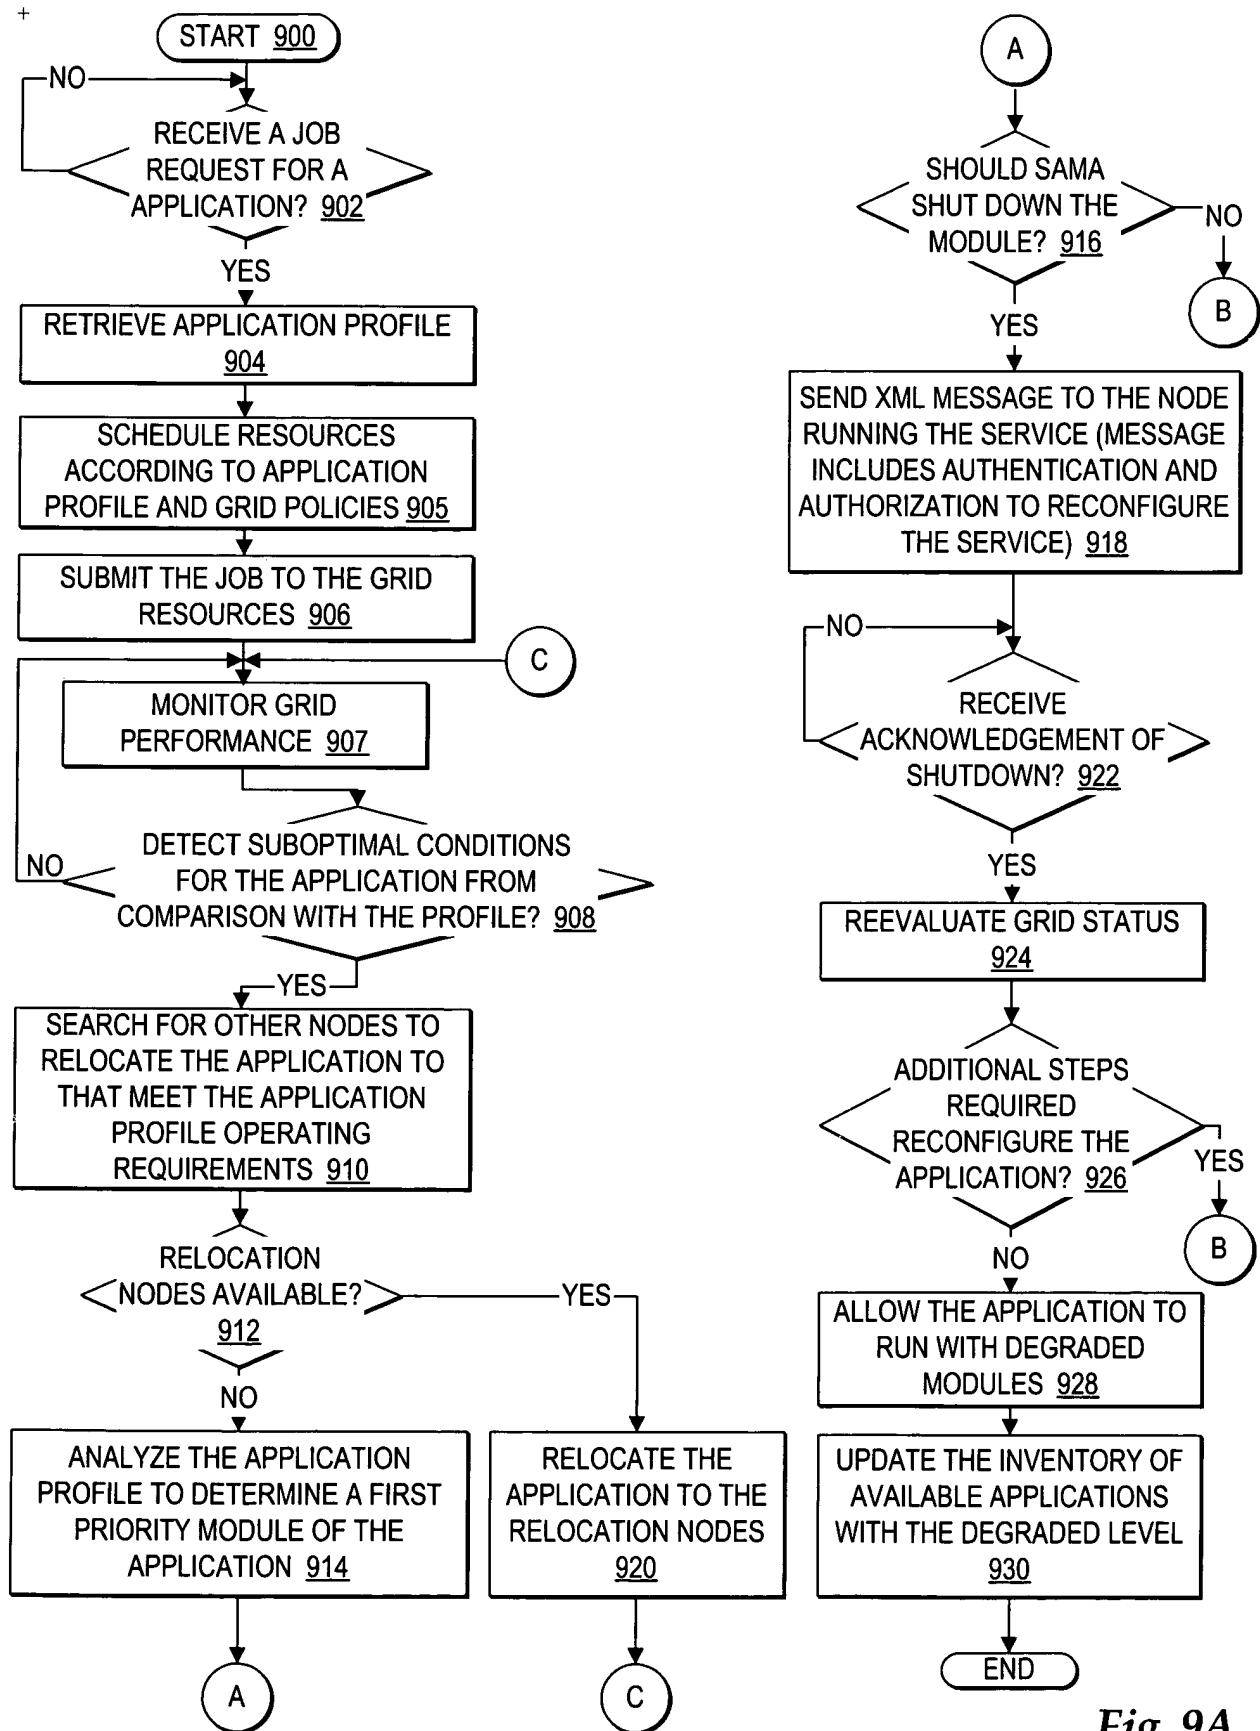 +
START 900
NO
RECEIVE A JOB
REQUEST FOR A
APPLICATION? 902
YES
RETRIEVE APPLICATION PROFILE
904
SCHEDULE RESOURCES
ACCORDING TO APPLICATION
PROFILE AND GRID POLICIES 905
SUBMIT THE JOB TO THE GRID
RESOURCES 906
C
MONITOR GRID
PERFORMANCE 907
DETECT SUBOPTIMAL CONDITIONS
FOR THE APPLICATION FROM
COMPARISON WITH THE PROFILE? 908
NO
YES
SEARCH FOR OTHER NODES TO
RELOCATE THE APPLICATION TO
THAT MEET THE APPLICATION
PROFILE OPERATING
REQUIREMENTS 910
RELOCATION
NODES AVAILABLE?
912
YES
NO
ANALYZE THE APPLICATION
PROFILE TO DETERMINE A FIRST
PRIORITY MODULE OF THE
APPLICATION 914
A
RELOCATE THE
APPLICATION TO THE
RELOCATION NODES
920
C
A
SHOULD SAMA
SHUT DOWN THE
MODULE? 916
NO
B
YES
SEND XML MESSAGE TO THE NODE
RUNNING THE SERVICE (MESSAGE
INCLUDES AUTHENTICATION AND
AUTHORIZATION TO RECONFIGURE
THE SERVICE) 918
NO
RECEIVE
ACKNOWLEDGEMENT OF
SHUTDOWN? 922
YES
REEVALUATE GRID STATUS
924
ADDITIONAL STEPS
REQUIRED
RECONFIGURE THE
APPLICATION? 926
YES
B
NO
ALLOW THE APPLICATION TO
RUN WITH DEGRADED
MODULES 928
UPDATE THE INVENTORY OF
AVAILABLE APPLICATIONS
WITH THE DEGRADED LEVEL
930
END
Fig. 9A